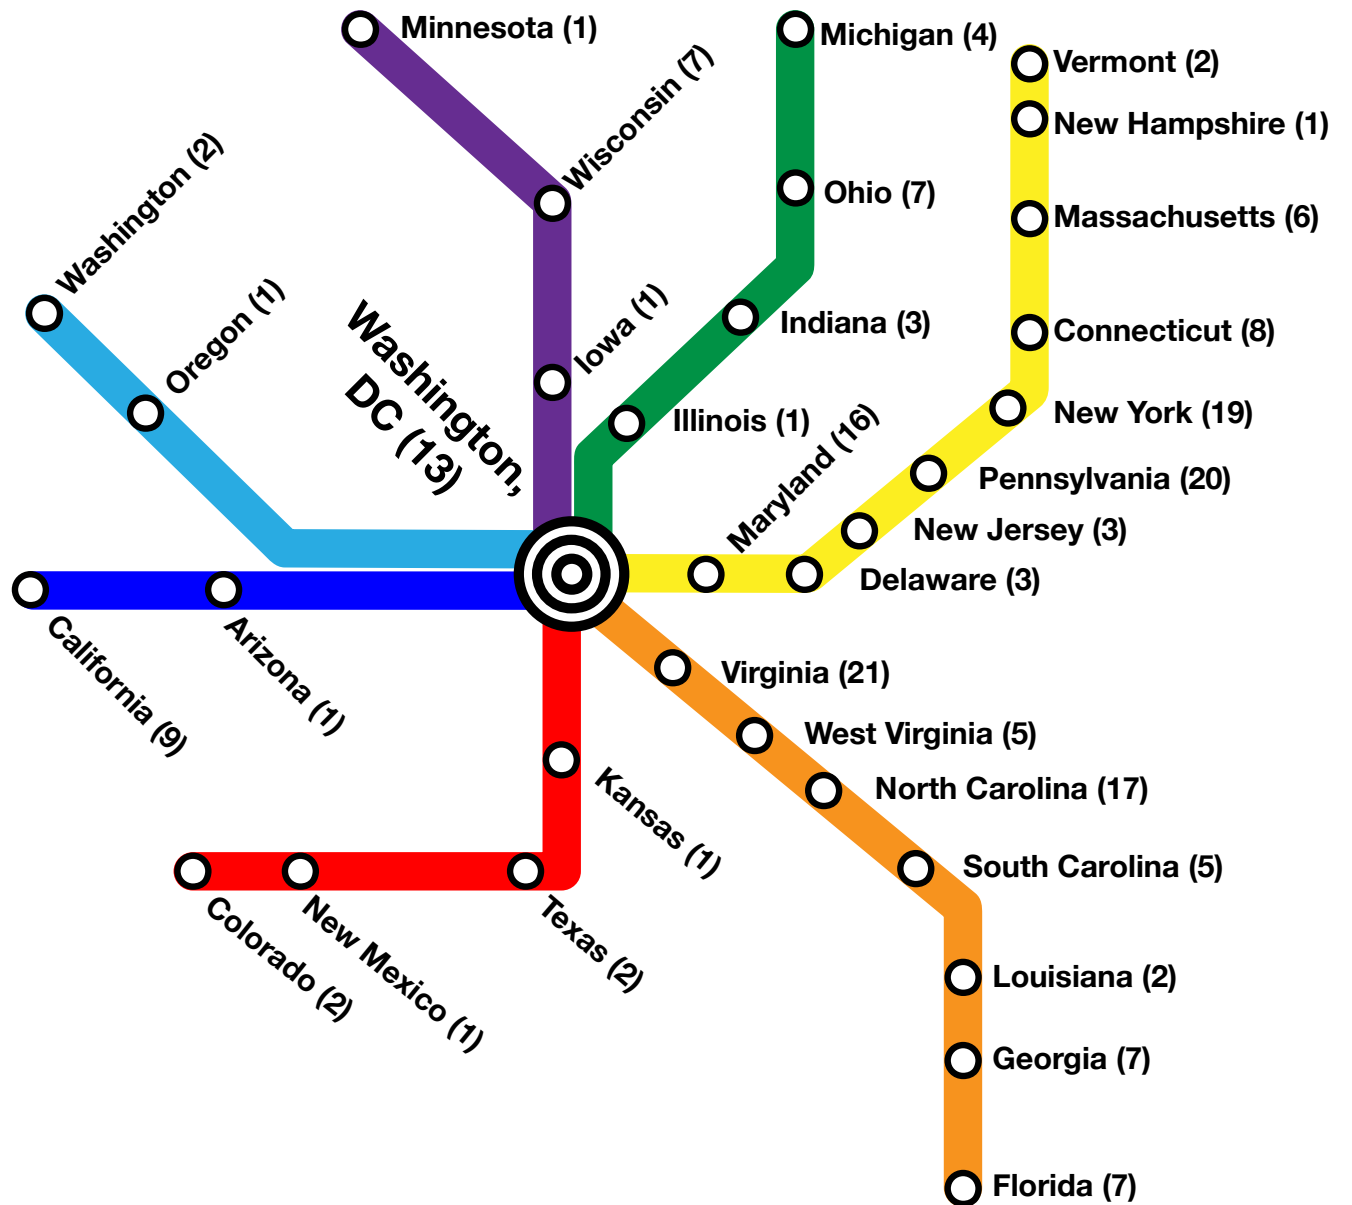 Minnesota (1)
Michigan (4)
Vermont (2)
New Hampshire (1)
Wisconsin (7)
Ohio (7)
Massachusetts (6)
Washington (2)
Oregon (1)
Washington,
DC (13)
Iowa (1)
Indiana (3)
Connecticut (8)
Illinois (1)
New York (19)
Maryland (16)
Pennsylvania (20)
New Jersey (3)
Delaware (3)
California (9)
Arizona (1)
Virginia (21)
West Virginia (5)
Kansas (1)
North Carolina (17)
South Carolina (5)
Colorado (2)
New Mexico (1)
Texas (2)
Louisiana (2)
Georgia (7)
Florida (7)